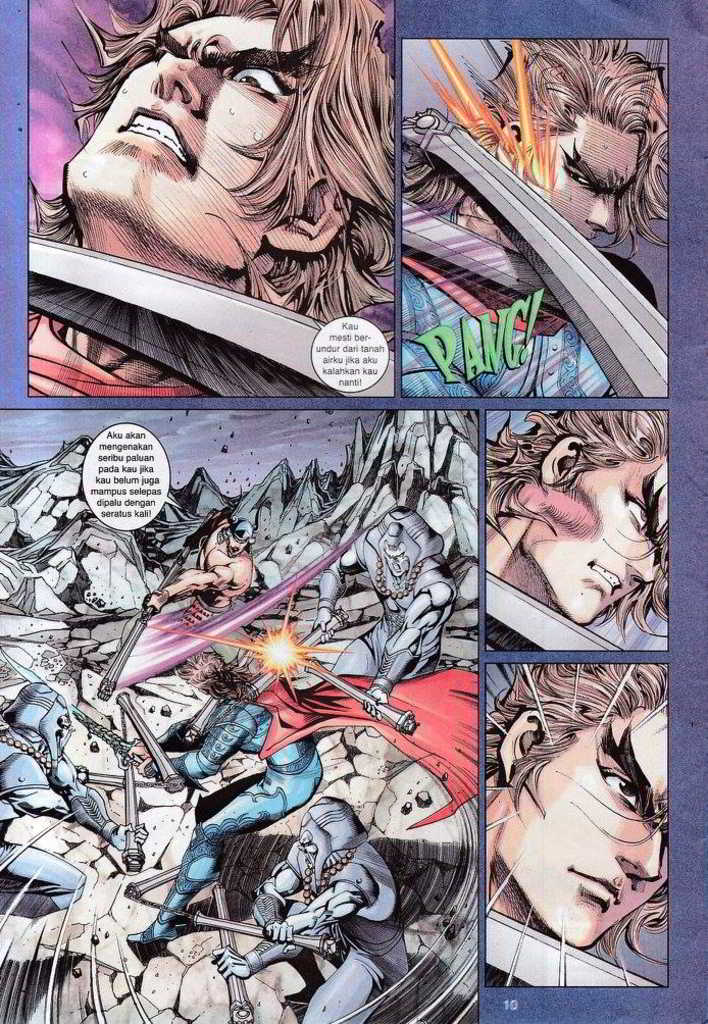 Kau
mesti ber-
undur dari tanah
airku jika aku
kalahkan kau
nanti!
PANG!
Aku akan
mengenakan
seribu paluan
pada kau jika
kau belum juga
mampus selepas
dipalu dengan
seratus kali!
10